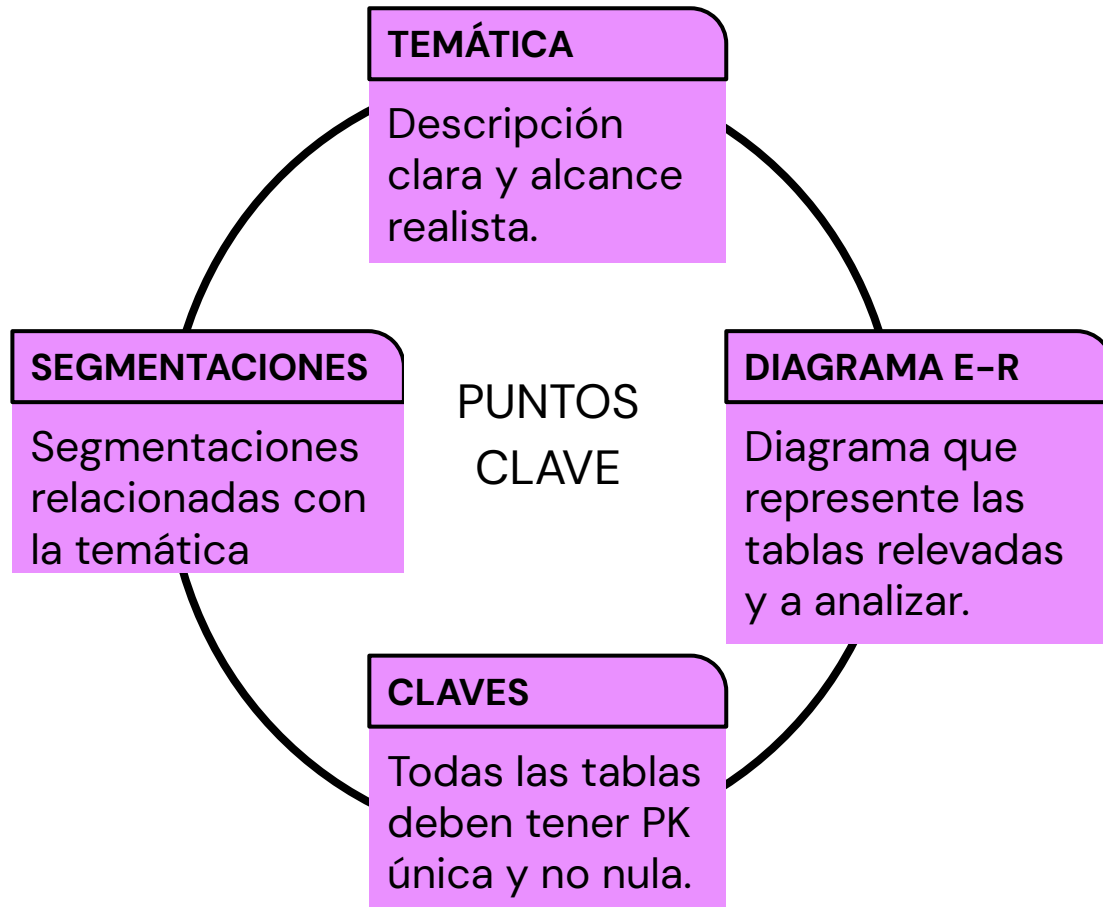 TEMÁTICA
Descripción
clara y alcance
realista.
SEGMENTACIONES
Segmentaciones
relacionadas con
la temática
PUNTOS
CLAVE
DIAGRAMA E-R
Diagrama que
represente las
tablas relevadas
y a analizar.
CLAVES
Todas las tablas
deben tener PK
única y no nula.